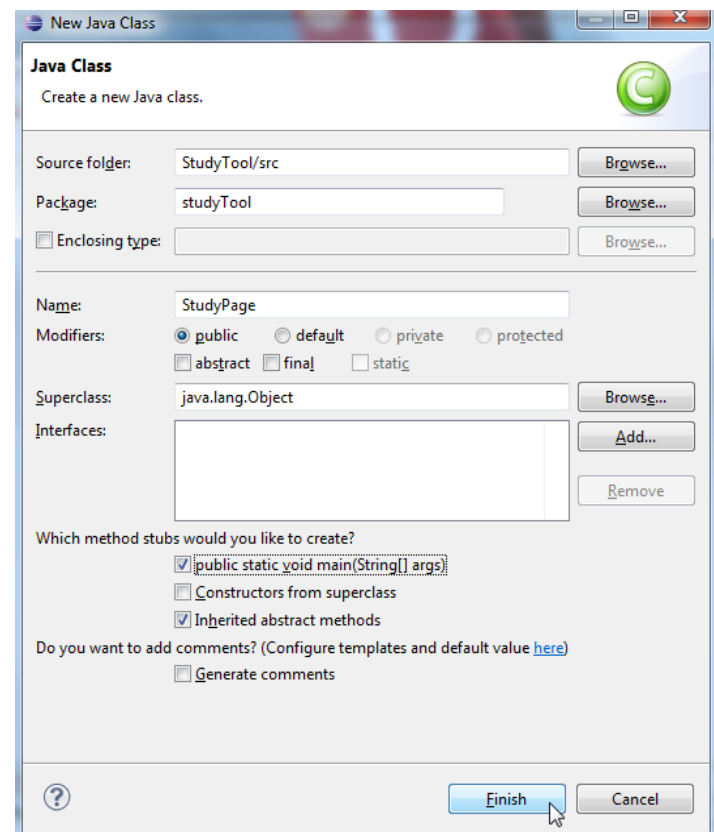 New Java Class
Java Class
Create a new Java class.
C
Source folder: StudyTool/src Browse...
Package: studyTool Browse...
Enclosing type: Browse...
Name: StudyPage
Modifiers: public default private protected
abstract final static
Superclass: java.lang.Object Browse...
Interfaces: Add...
Remove
Which method stubs would you like to create?
public static void main(String[] args)
Constructors from superclass
Inherited abstract methods
Do you want to add comments? (Configure templates and default value here)
Generate comments
? Finish Cancel